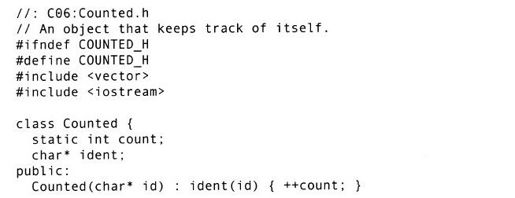 //: C06:Counted.h
// An object that keeps track of itself.
#ifndef COUNTED_H
#define COUNTED_H
#include <vector>
#include <iostream>
class Counted {
static int count;
char* ident;
public:
Counted(char* id) : ident(id) { ++count; }